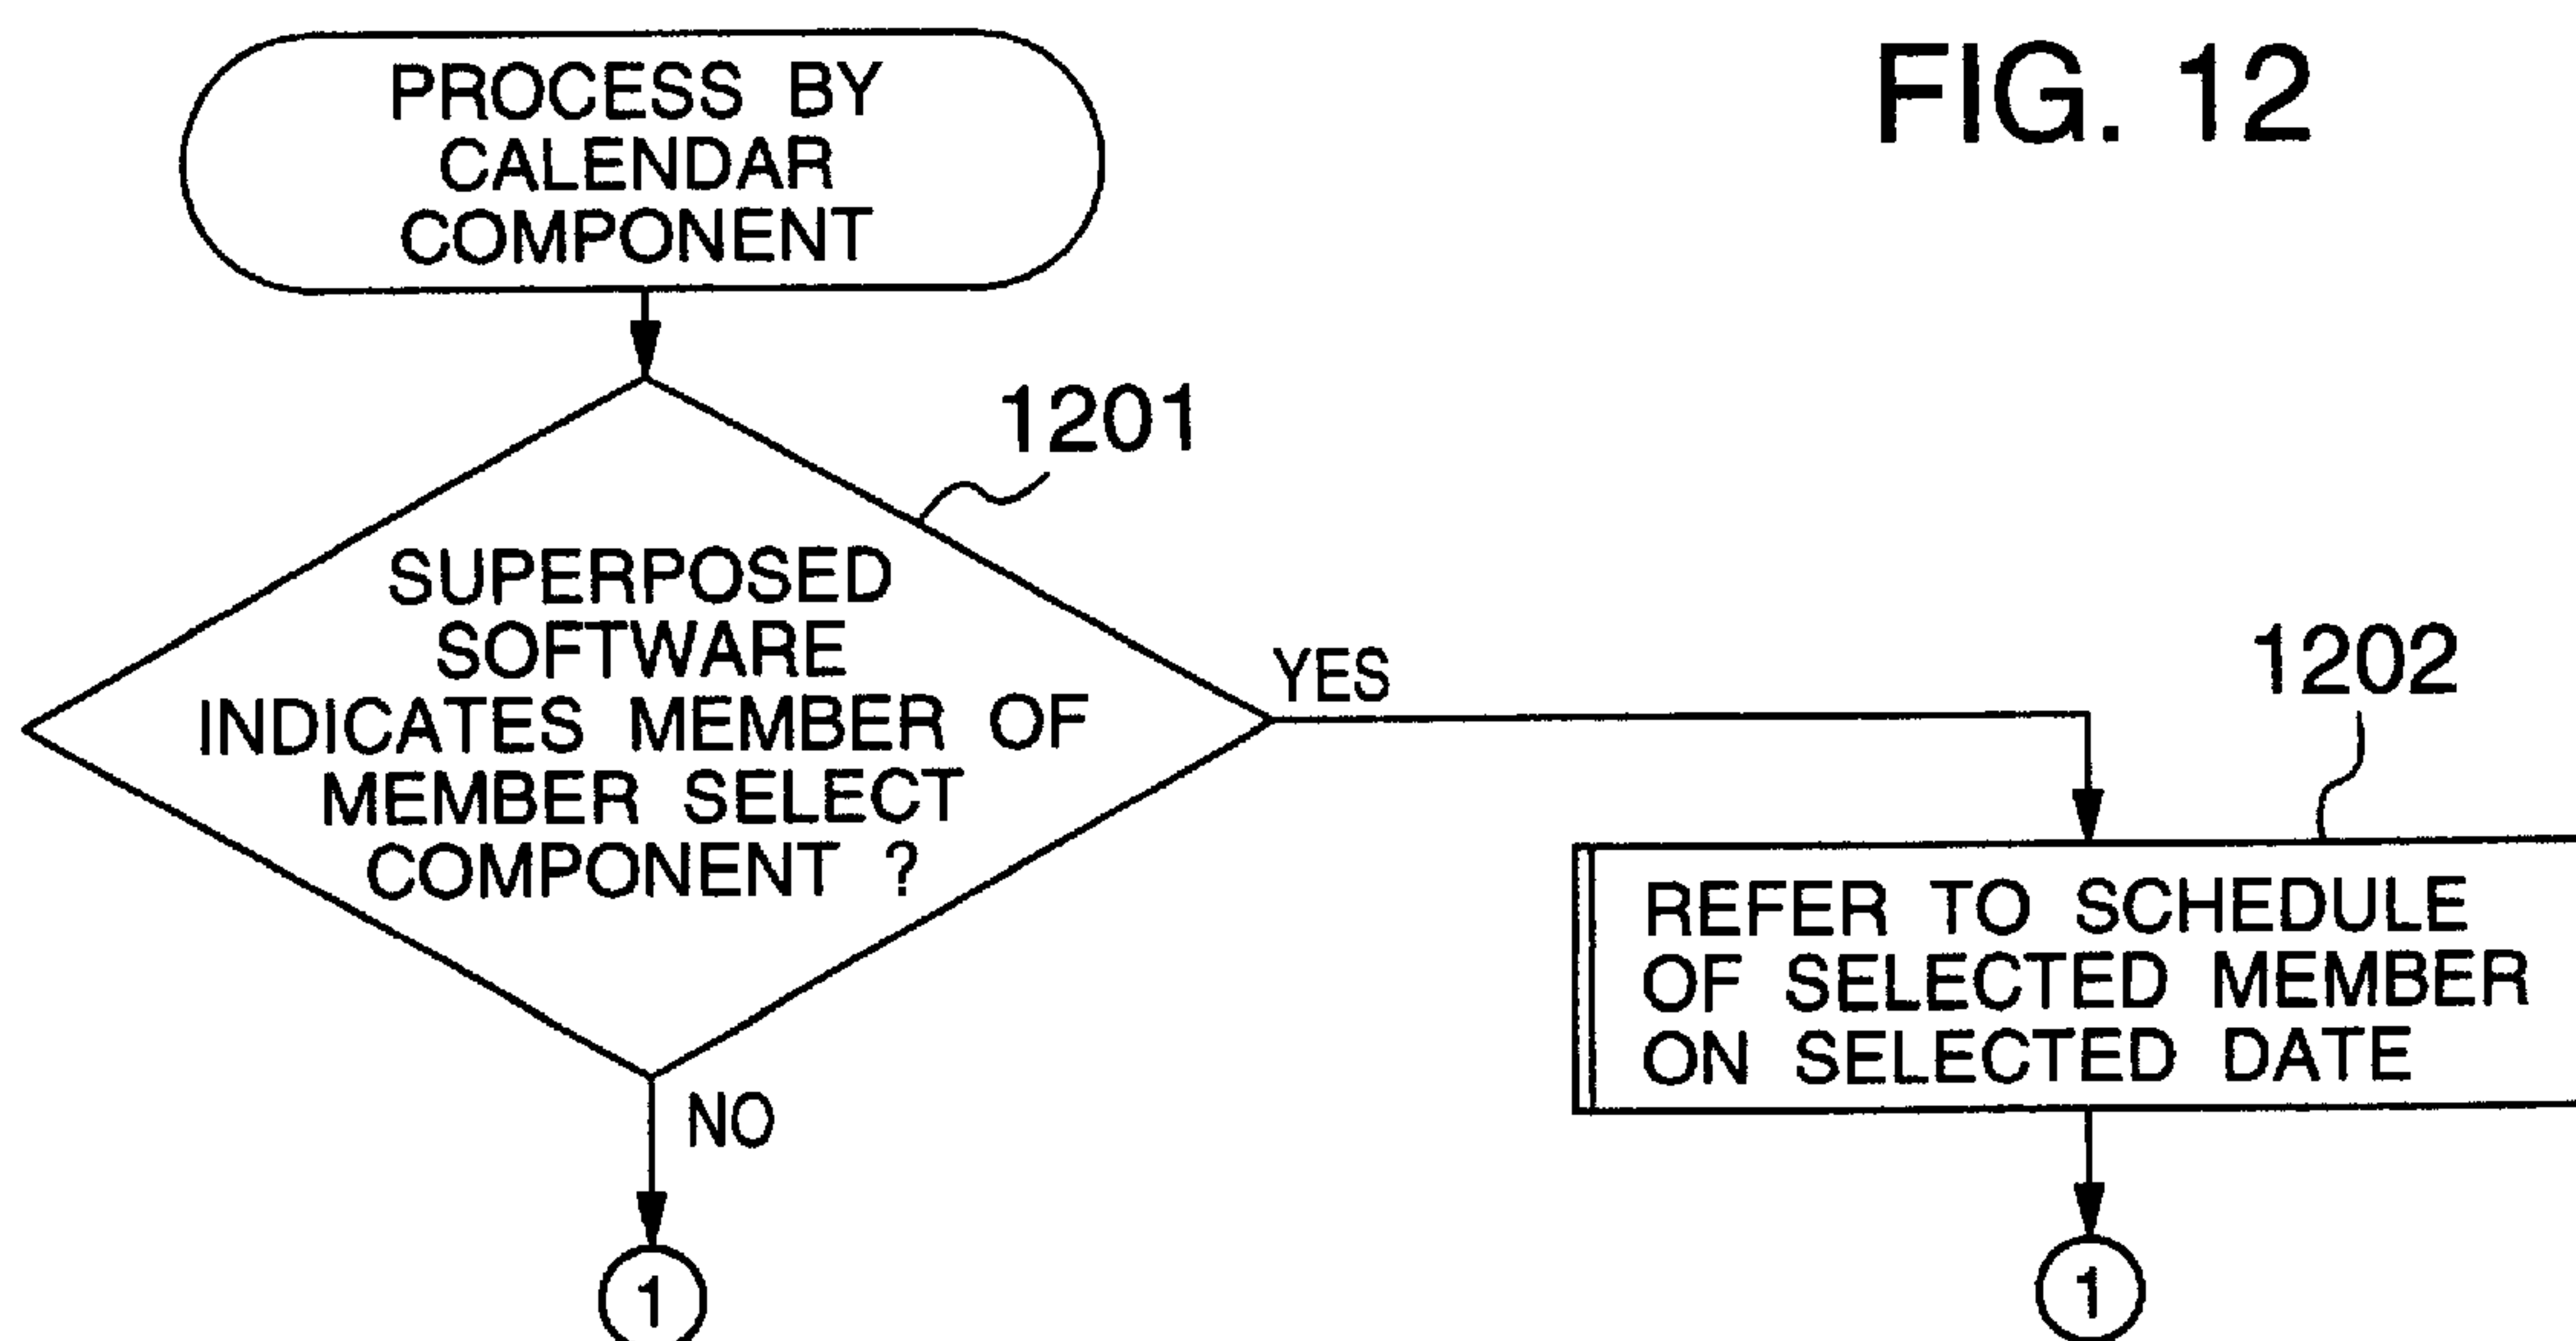 FIG. 12
PROCESS BY
CALENDAR
COMPONENT
1201
SUPERPOSED
SOFTWARE
INDICATES MEMBER OF
MEMBER SELECT
COMPONENT ?
YES
NO
1
1202
REFER TO SCHEDULE
OF SELECTED MEMBER
ON SELECTED DATE
1